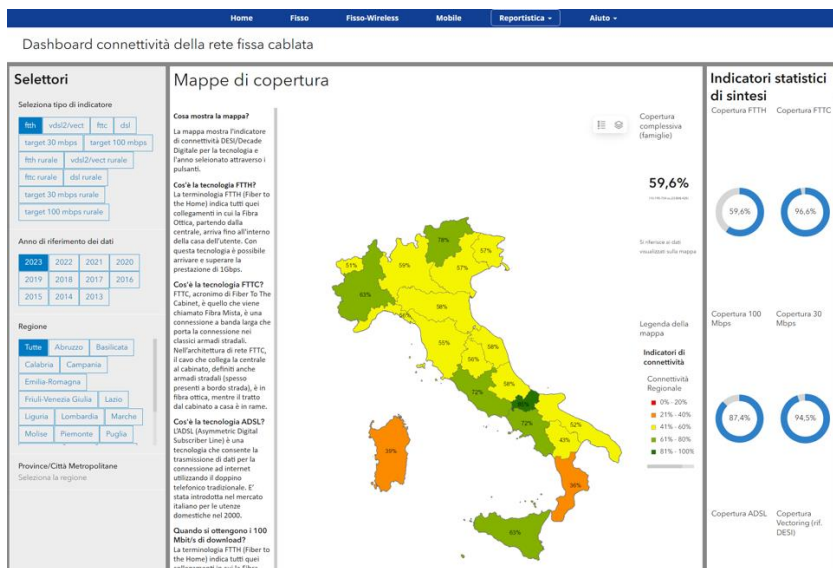 Home Fisso Fisso-Wireless Mobile Reportistica Aiuto
Dashboard connettività della rete fissa cablata
Selettori
Seleziona tipo di indicatore
ftth vdsl2/vect fttc dsl
target 30 mbps target 100 mbps
ftth rurale vdsl2/vect rurale
fttc rurale dsl rurale
target 30 mbps rurale
target 100 mbps rurale
Anno di riferimento dei dati
2023 2022 2021 2020
2019 2018 2017 2016
2015 2014 2013
Regione
Tutte Abruzzo Basilicata
Calabria Campania
Emilia-Romagna
Friuli-Venezia Giulia Lazio
Liguria Lombardia Marche
Molise Piemonte Puglia
Province/Città Metropolitane
Seleziona la regione
Mappe di copertura
Cosa mostra la mappa?
La mappa mostra l'indicatore
di connettività DESI/Decade
Digitale per la tecnologia e
l'anno selezionato attraverso i
pulsanti.
Cos'è la tecnologia FTTH?
La terminologia FTTH (Fiber to
the Home) indica tutti quei
collegamenti in cui la Fibra
Ottica, partendo dalla
centrale, arriva fino all'interno
della casa dell'utente. Con
questa tecnologia è possibile
arrivare e superare la
prestazione di 1Gbps.
Cos'è la tecnologia FTTC?
FTTC, acronimo di Fiber To The
Cabinet, è quello che viene
chiamato Fibra Mista, è una
connessione a banda larga che
porta la connessione nei
classici armadi stradali.
Nell'architettura di rete FTTC,
il cavo che collega la centrale
al cabinato, definiti anche
armadi stradali (spesso
presenti a bordo strada), è in
fibra ottica, mentre il tratto
dal cabinato a case è in rame.
Cos'è la tecnologia ADSL?
L'ADSL (Asymmetric Digital
Subscriber Line) è una
tecnologia che consente la
trasmissione di dati per la
connessione ad internet
utilizzando il doppino
telefonico tradizionale. E'
stata introdotta nel mercato
italiano per le utenze
domestiche nel 2000.
Quando si ottengono i 100
Mbit/s di download?
La terminologia FTTH (Fiber to
the Home) indica tutti quei
collegamenti in cui la Fibra
78%
57%
51%
59%
57%
63%
58%
55%
58%
56%
58%
72%
72%
52%
43%
39%
36%
63%
Copertura
complessiva
(famiglie)
59,6%
Si riferisce ai dati
visualizzati sulla mappa
Legenda della
mappa
Indicatori di
connettività
Connettività
Regionale
0% - 20%
21% - 40%
41% - 60%
61% - 80%
81% - 100%
Indicatori statistici
di sintesi
Copertura FTTH Copertura FTTC
59,6% 96,6%
Copertura 100
Mbps
Copertura 30
Mbps
87,4% 94,5%
Copertura ADSL
Copertura
Vectoring (rif.
DESI)